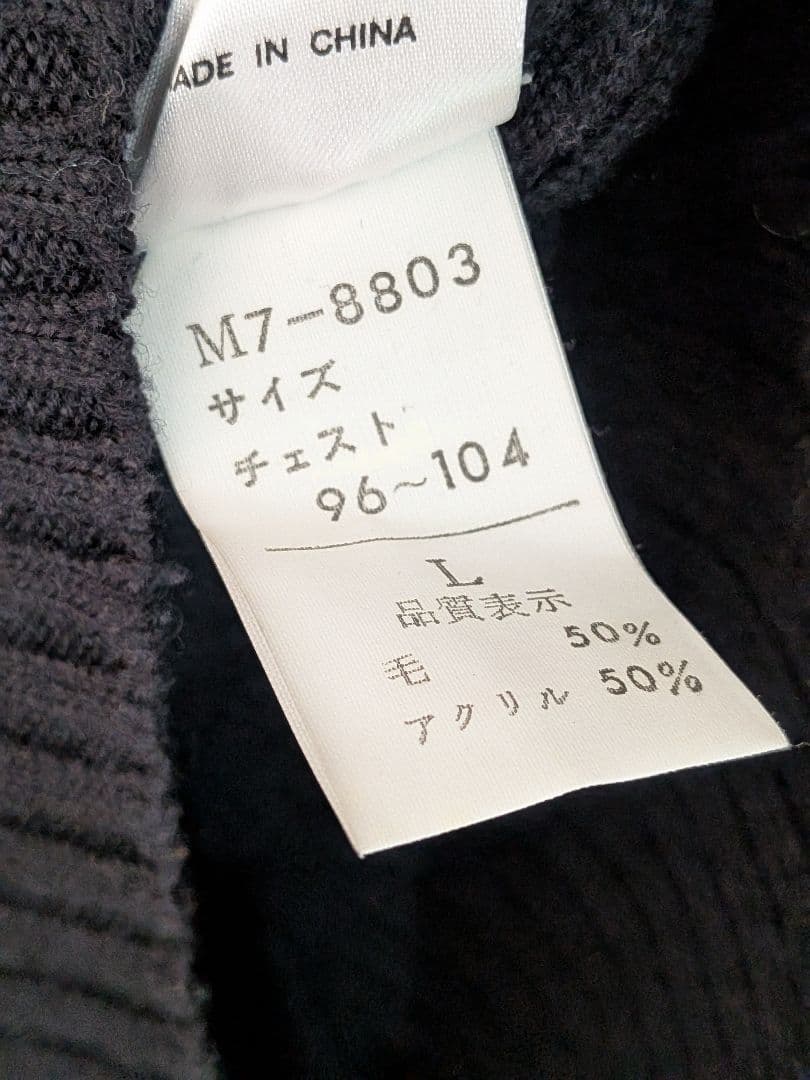 MADE IN CHINA
M7-8803
サイズ
チェスト
96~104
L
品質表示
毛 50%
アクリル 50%